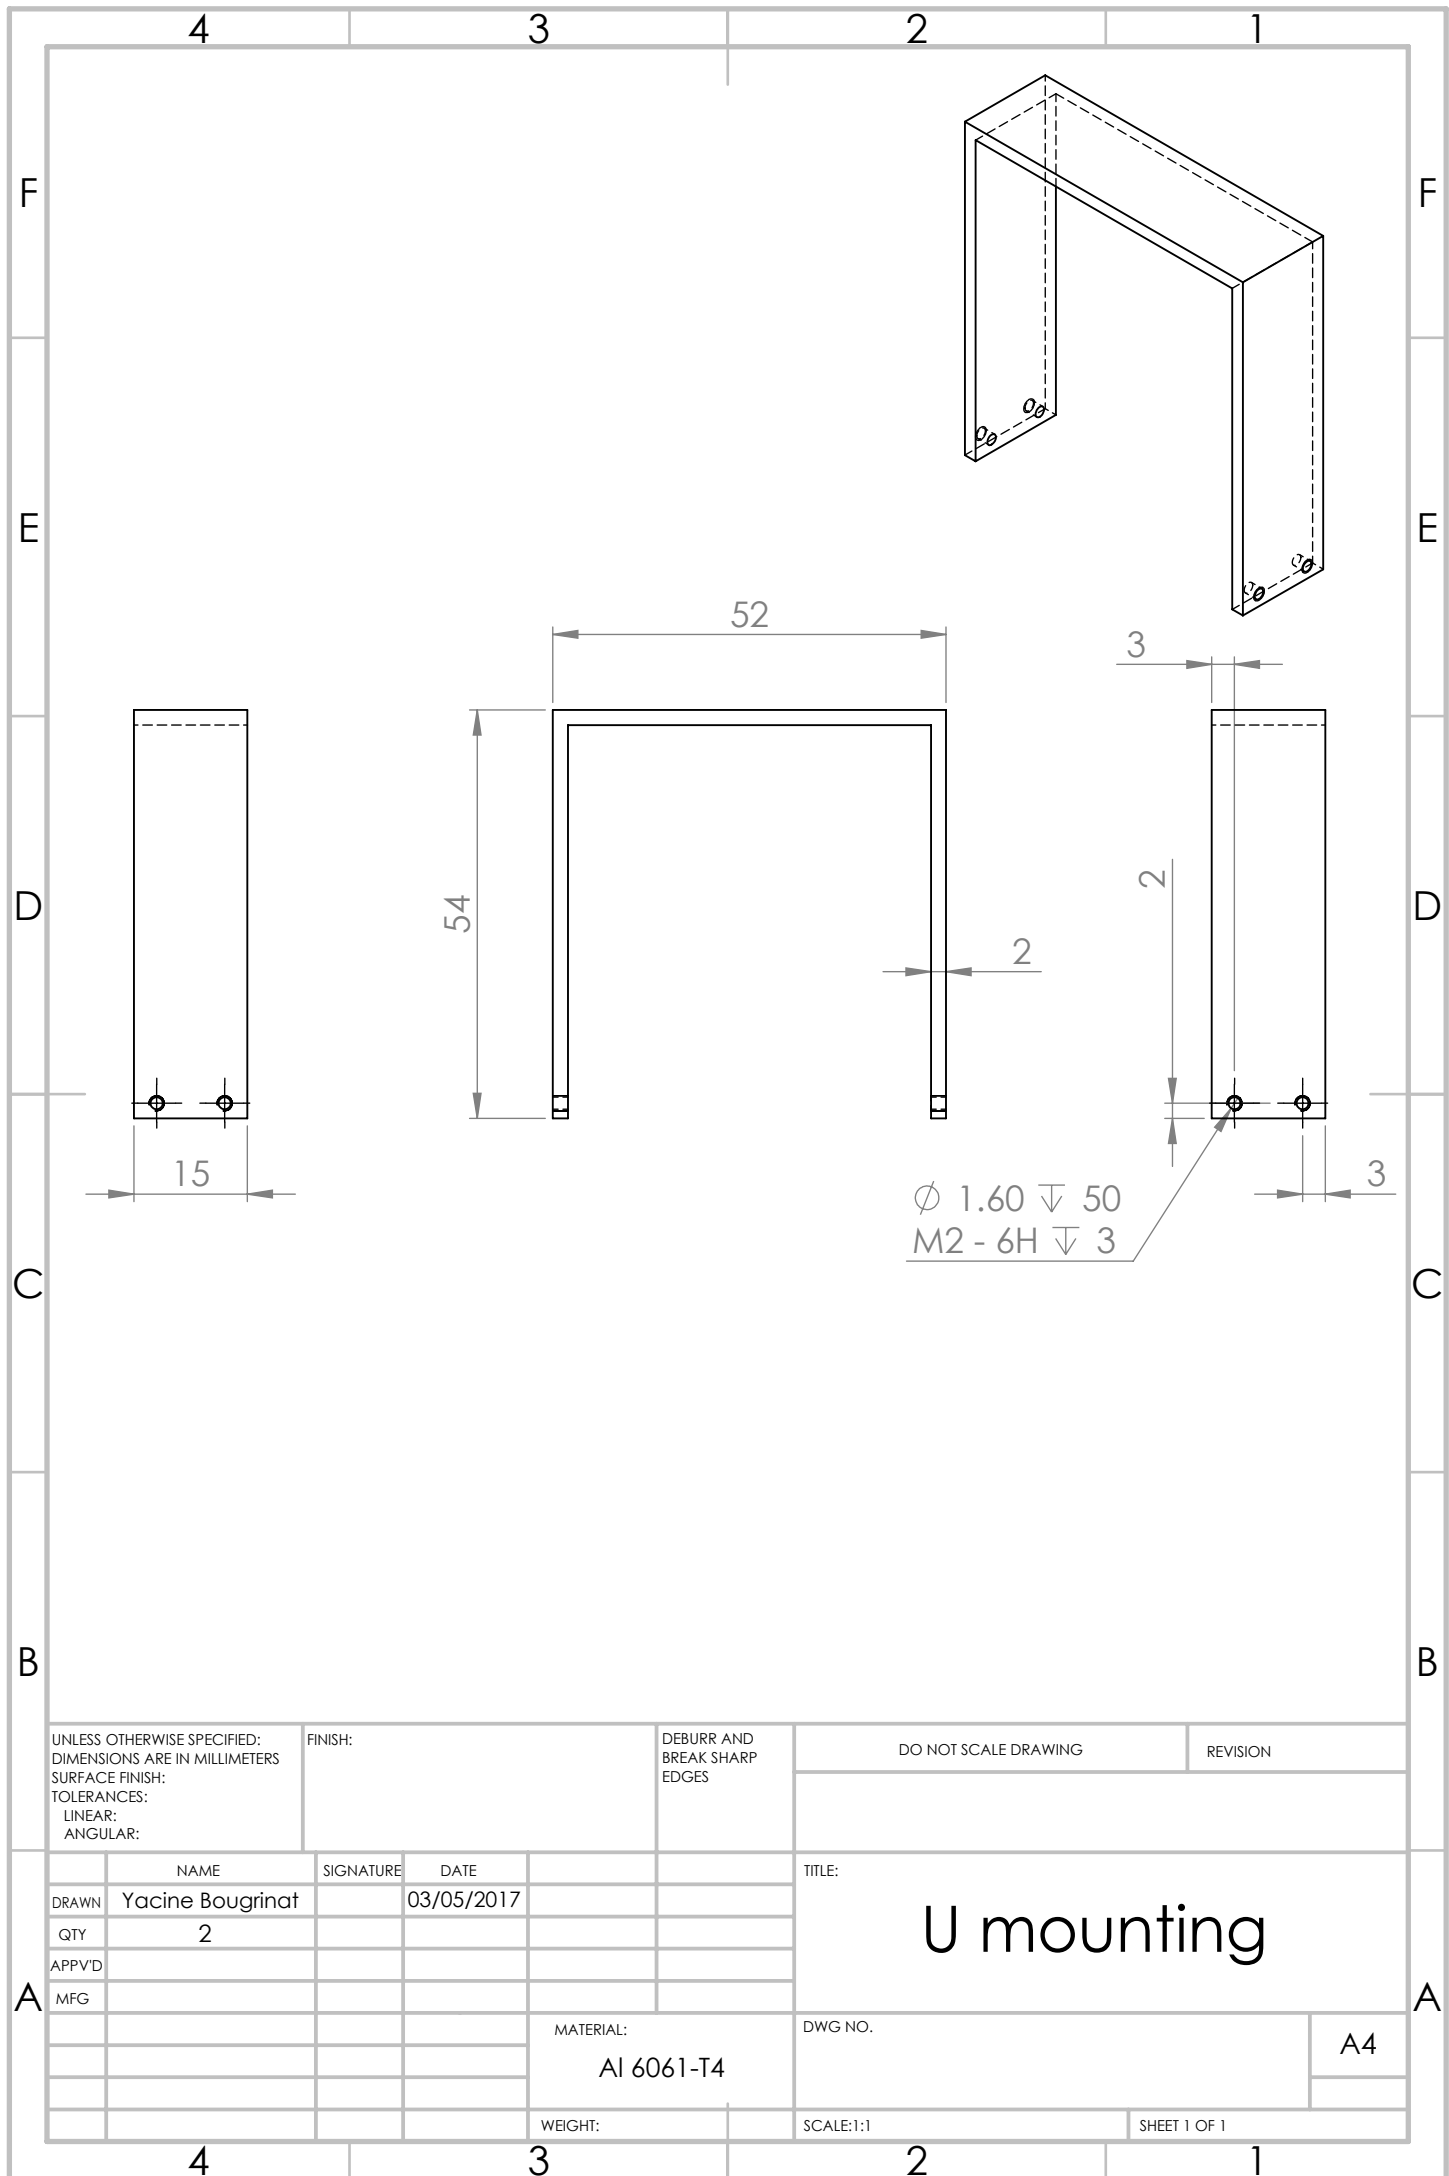 4 3 2 1
F F
E E
52
3
D D
54
2
2
15
3
⌀ 1.60 ↧ 50
M2 - 6H ↧ 3
C C
B B
UNLESS OTHERWISE SPECIFIED:
DIMENSIONS ARE IN MILLIMETERS
SURFACE FINISH:
TOLERANCES:
LINEAR:
ANGULAR:
FINISH:
DEBURR AND
BREAK SHARP
EDGES
DO NOT SCALE DRAWING
REVISION
NAME SIGNATURE DATE
DRAWN Yacine Bougrinat 03/05/2017
QTY 2
APPV'D
MFG
TITLE:
U mounting
A A
MATERIAL:
Al 6061-T4
DWG NO.
A4
WEIGHT:
SCALE:1:1
SHEET 1 OF 1
4 3 2 1